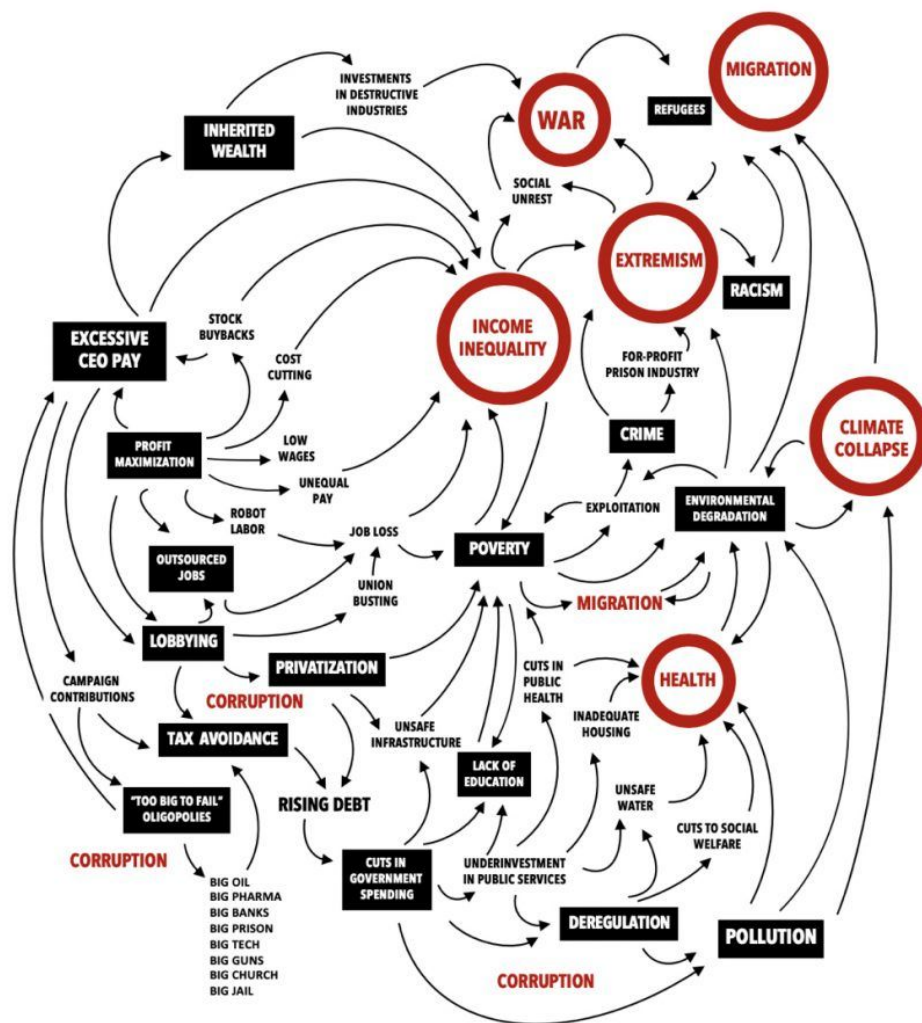 MIGRATION
INVESTMENTS
IN DESTRUCTIVE
INDUSTRIES
WAR
REFUGEES
INHERITED
WEALTH
SOCIAL
UNREST
EXTREMISM
RACISM
STOCK
BUYBACKS
INCOME
INEQUALITY
EXCESSIVE
CEO PAY
COST
CUTTING
FOR-PROFIT
PRISON INDUSTRY
CLIMATE
COLLAPSE
PROFIT
MAXIMIZATION
LOW
WAGES
CRIME
UNEQUAL
PAY
EXPLOITATION
ENVIRONMENTAL
DEGRADATION
ROBOT
LABOR
JOB LOSS
POVERTY
OUTSOURCED
JOBS
UNION
BUSTING
MIGRATION
LOBBYING
PRIVATIZATION
CUTS IN
PUBLIC
HEALTH
HEALTH
CAMPAIGN
CONTRIBUTIONS
CORRUPTION
INADEQUATE
HOUSING
UNSAFE
INFRASTRUCTURE
TAX AVOIDANCE
LACK OF
EDUCATION
RISING DEBT
UNSAFE
WATER
"TOO BIG TO FAIL"
OLIGOPOLIES
CUTS TO SOCIAL
WELFARE
CORRUPTION
CUTS IN
GOVERNMENT
SPENDING
UNDERINVESTMENT
IN PUBLIC SERVICES
BIG OIL
BIG PHARMA
BIG BANKS
BIG PRISON
BIG TECH
BIG GUNS
BIG CHURCH
BIG JAIL
DEREGULATION
POLLUTION
CORRUPTION